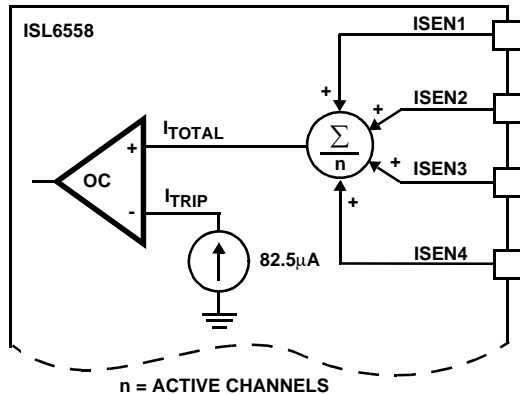 ISL6558
ISEN1
+
ISEN2
+
I_TOTAL
Σ
n
+
+
OC
ISEN3
I_TRIP
-
+
82.5μA
ISEN4
n = ACTIVE CHANNELS